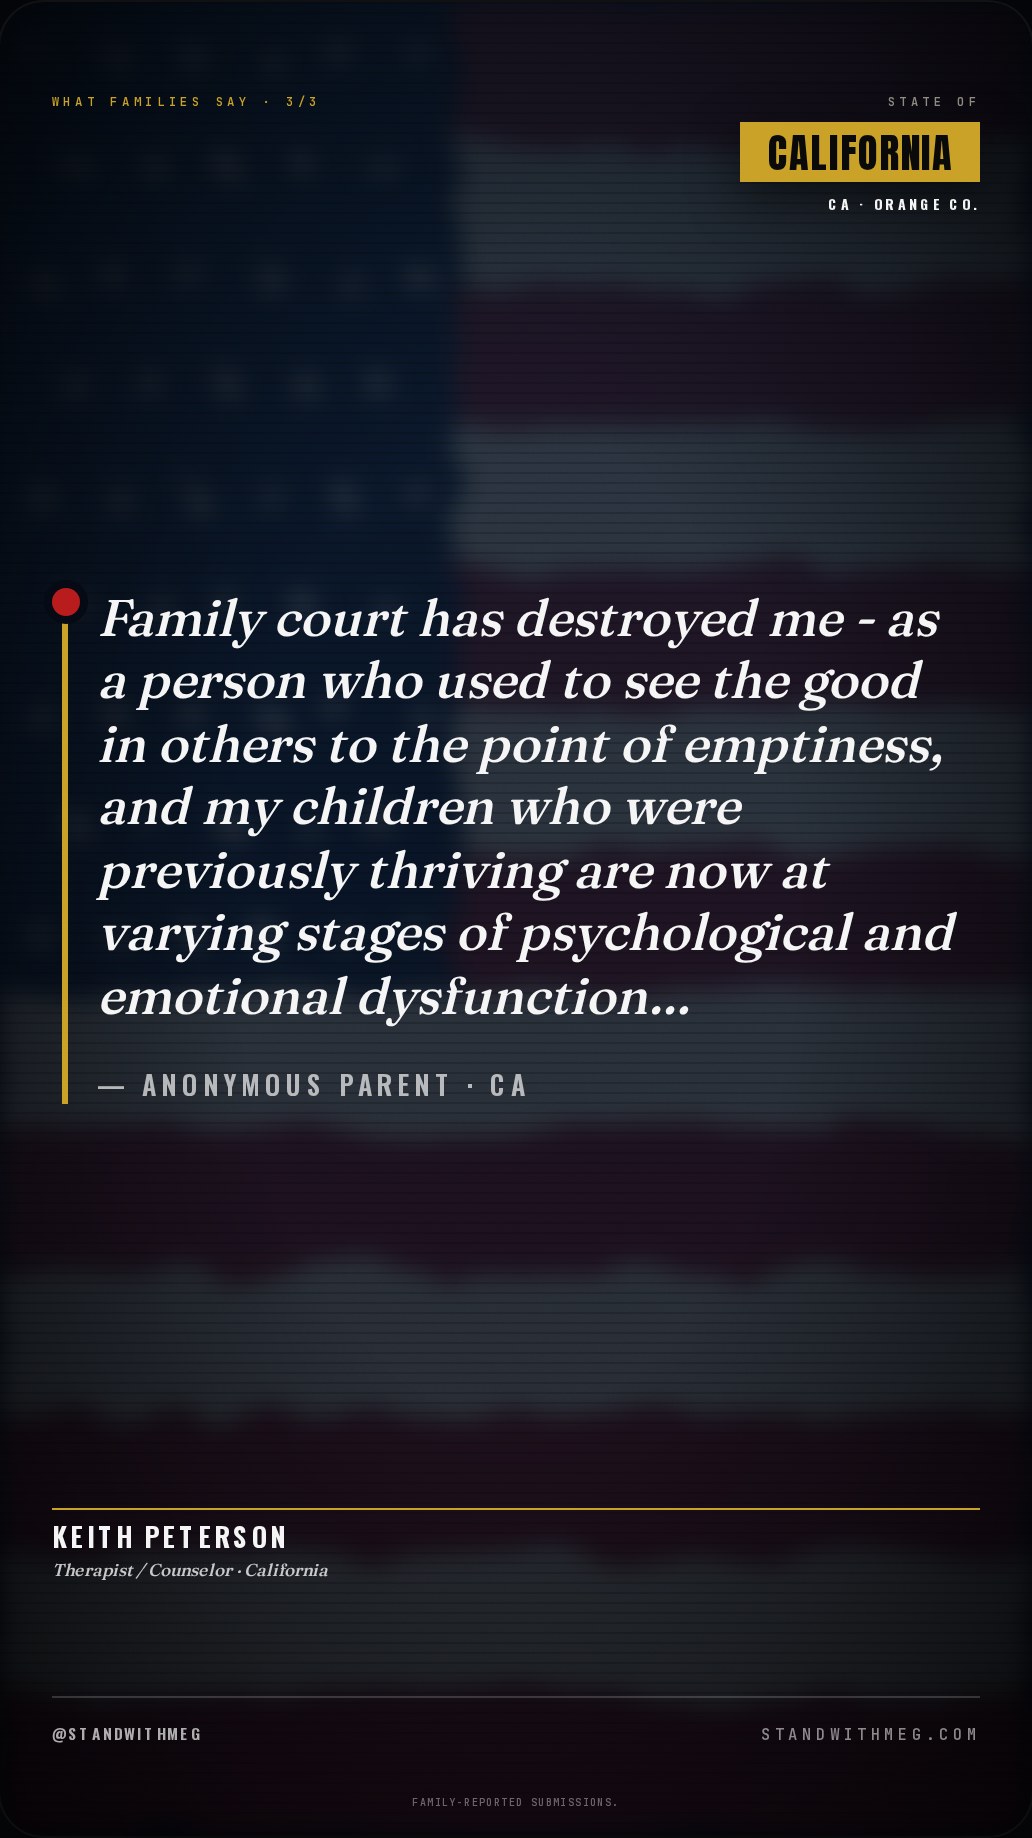 WHAT FAMILIES SAY · 3/3
STATE OF
CALIFORNIA
CA · ORANGE CO.
Family court has destroyed me - as
a person who used to see the good
in others to the point of emptiness,
and my children who were
previously thriving are now at
varying stages of psychological and
emotional dysfunction...
— ANONYMOUS PARENT · CA
KEITH PETERSON
Therapist / Counselor · California
@STANDWITHMEG
STANDWITHMEG.COM
FAMILY-REPORTED SUBMISSIONS.